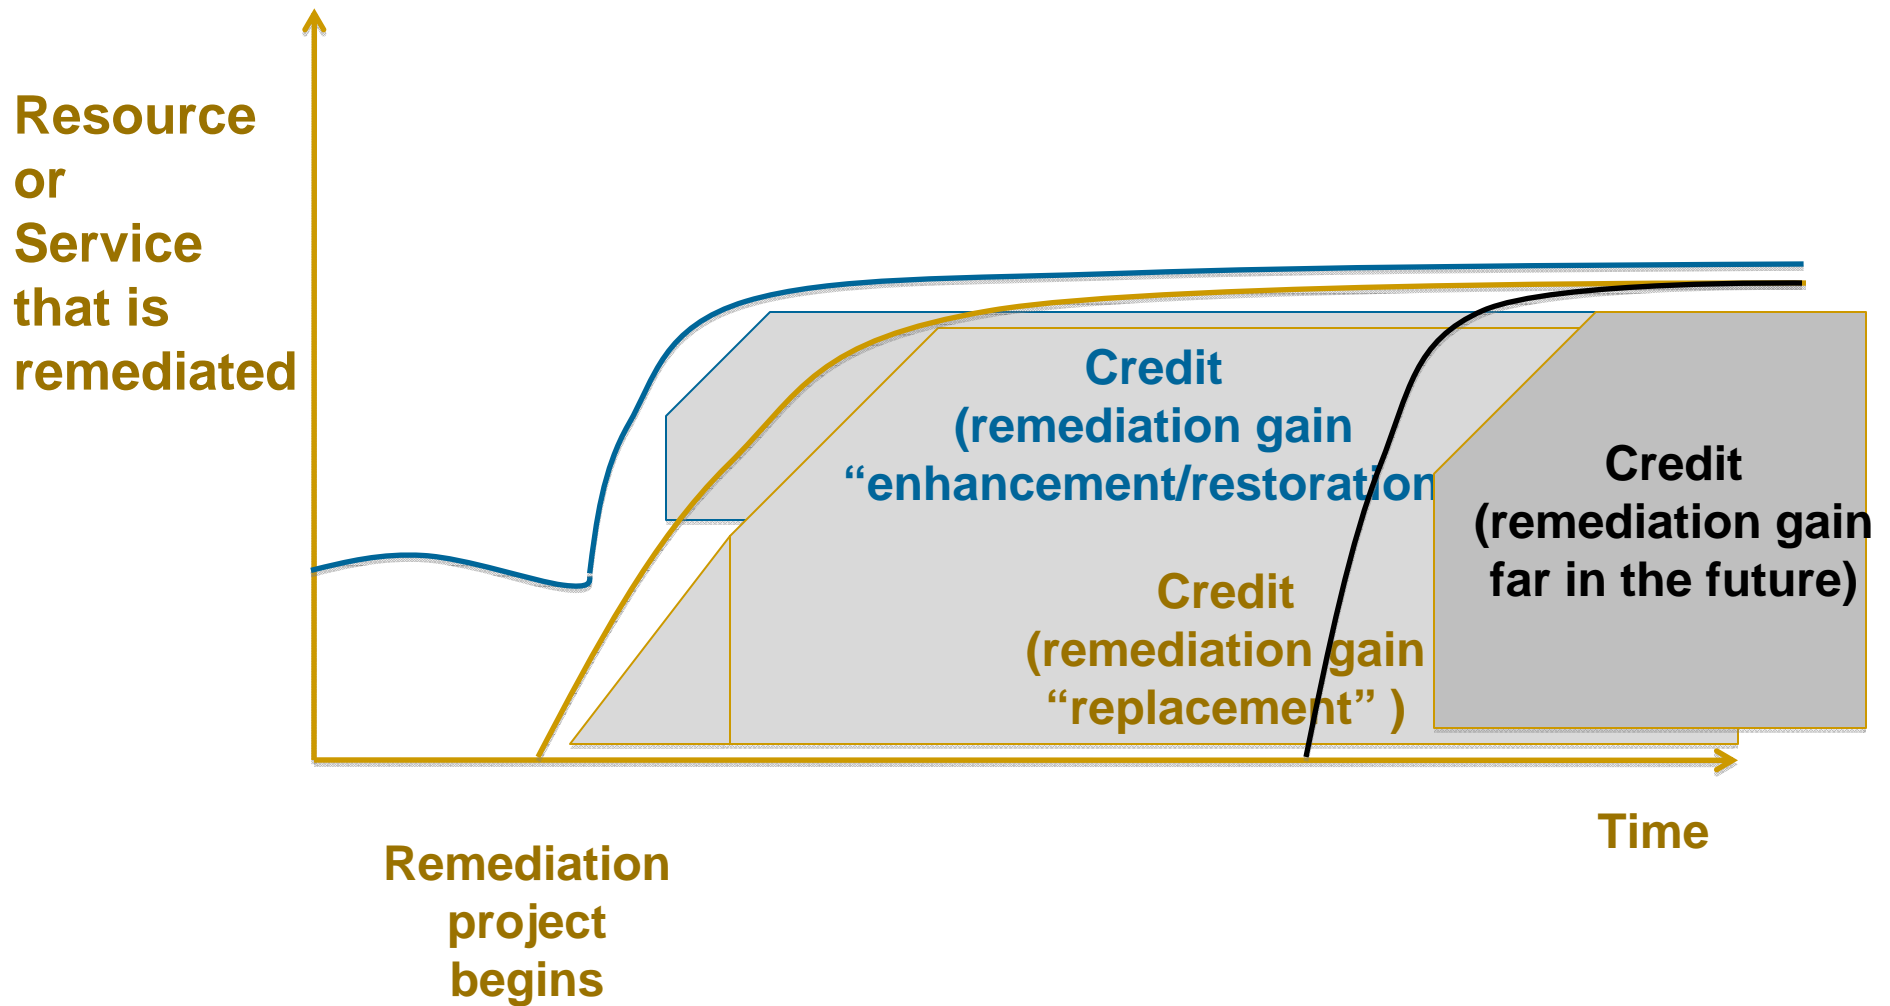 Resource
or
Service
that is
remediated
Credit
(remediation gain
“enhancement/restoration
Credit
(remediation gain
“replacement” )
Credit
(remediation gain
far in the future)
Time
Remediation
project
begins